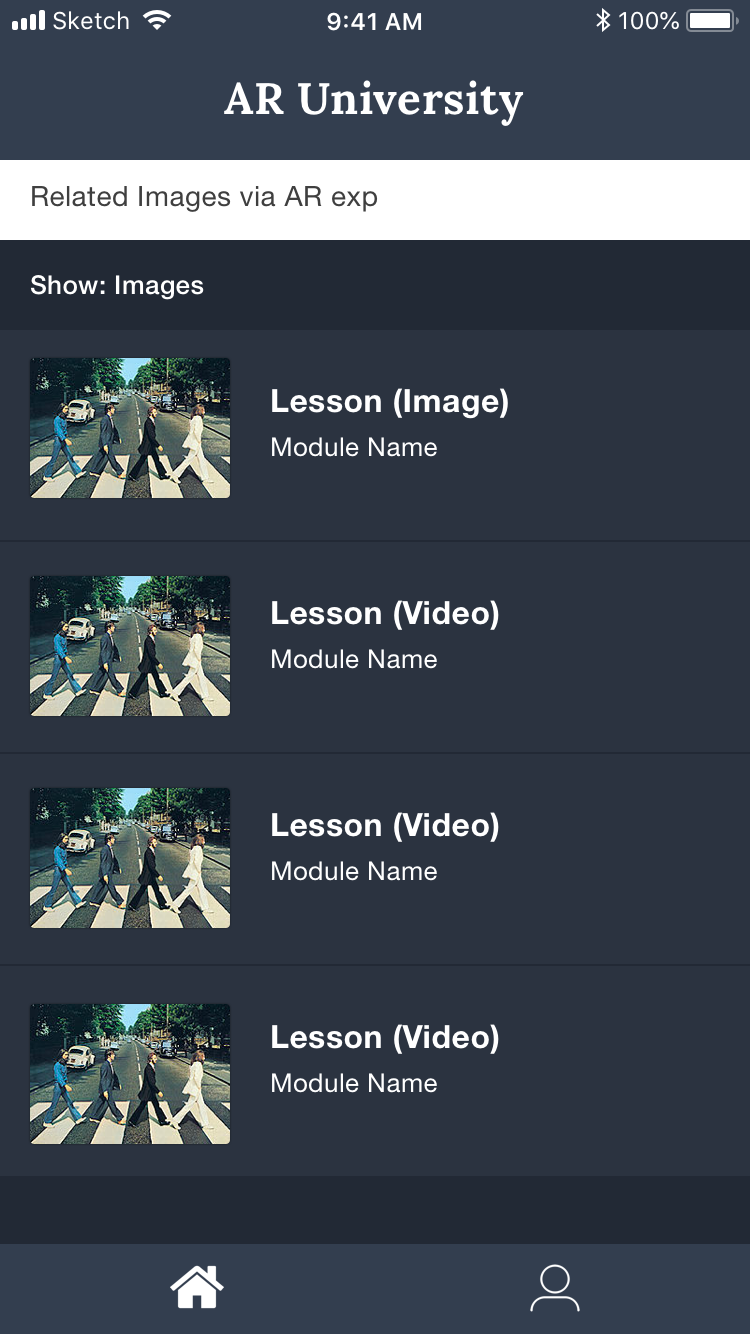 Sketch 9:41 AM 100%
AR University
Related Images via AR exp
Show: Images
Lesson (Image)
Module Name
Lesson (Video)
Module Name
Lesson (Video)
Module Name
Lesson (Video)
Module Name